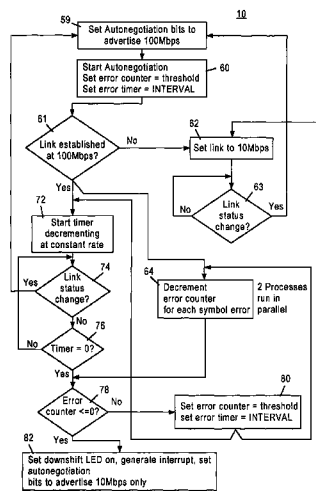 10
59
Set Autonegotiation bits to
advertise 100Mbps
Start Autonegotiation
Set error counter = threshold
Set error timer = INTERVAL
60
61
Link established
at 100Mbps?
No
62
Set link to 10Mbps
Yes
63
Link
status
change?
No
Yes
72
Start timer
decrementing
at constant rate
74
Link
status
change?
Yes
No
64
Decrement
error counter
for each symbol error
2 Processes
run in
parallel
76
Timer = 0?
No
Yes
78
Error
counter <=0?
No
80
Set error counter = threshold
set error timer = INTERVAL
Yes
82
Set downshift LED on, generate interrupt, set
autonegotiation
bits to advertise 10Mbps only